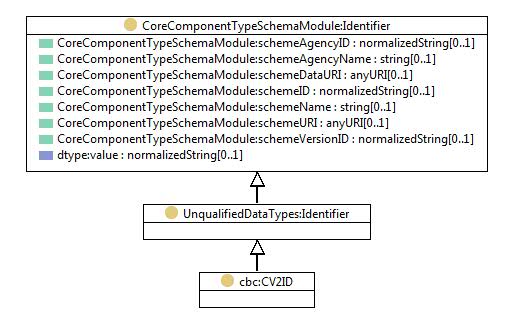 CoreComponentTypeSchemaModule:Identifier
CoreComponentTypeSchemaModule:schemeAgencyID : normalizedString[0..1]
CoreComponentTypeSchemaModule:schemeAgencyName : string[0..1]
CoreComponentTypeSchemaModule:schemeDataURI : anyURI[0..1]
CoreComponentTypeSchemaModule:schemeID : normalizedString[0..1]
CoreComponentTypeSchemaModule:schemeName : string[0..1]
CoreComponentTypeSchemaModule:schemeURI : anyURI[0..1]
CoreComponentTypeSchemaModule:schemeVersionID : normalizedString[0..1]
dtype:value : normalizedString[0..1]
UnqualifiedDataTypes:Identifier
cbc:CV2ID